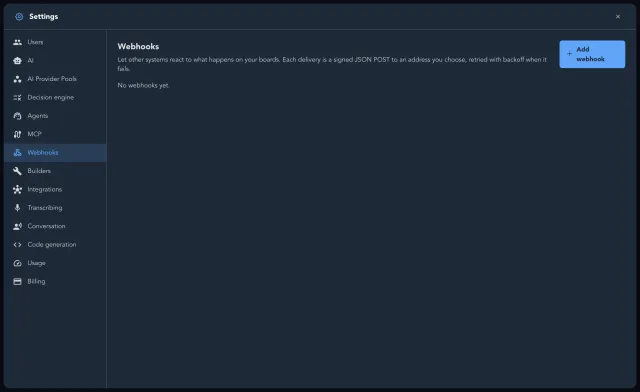 Settings
Users
AI
AI Provider Pools
Decision engine
Agents
MCP
Webhooks
Builders
Integrations
Transcribing
Conversation
Code generation
Usage
Billing
Webhooks
Let other systems react to what happens on your boards. Each delivery is a signed JSON POST to an address you choose, retried with backoff when it
fails.
No webhooks yet.
Add
webhook